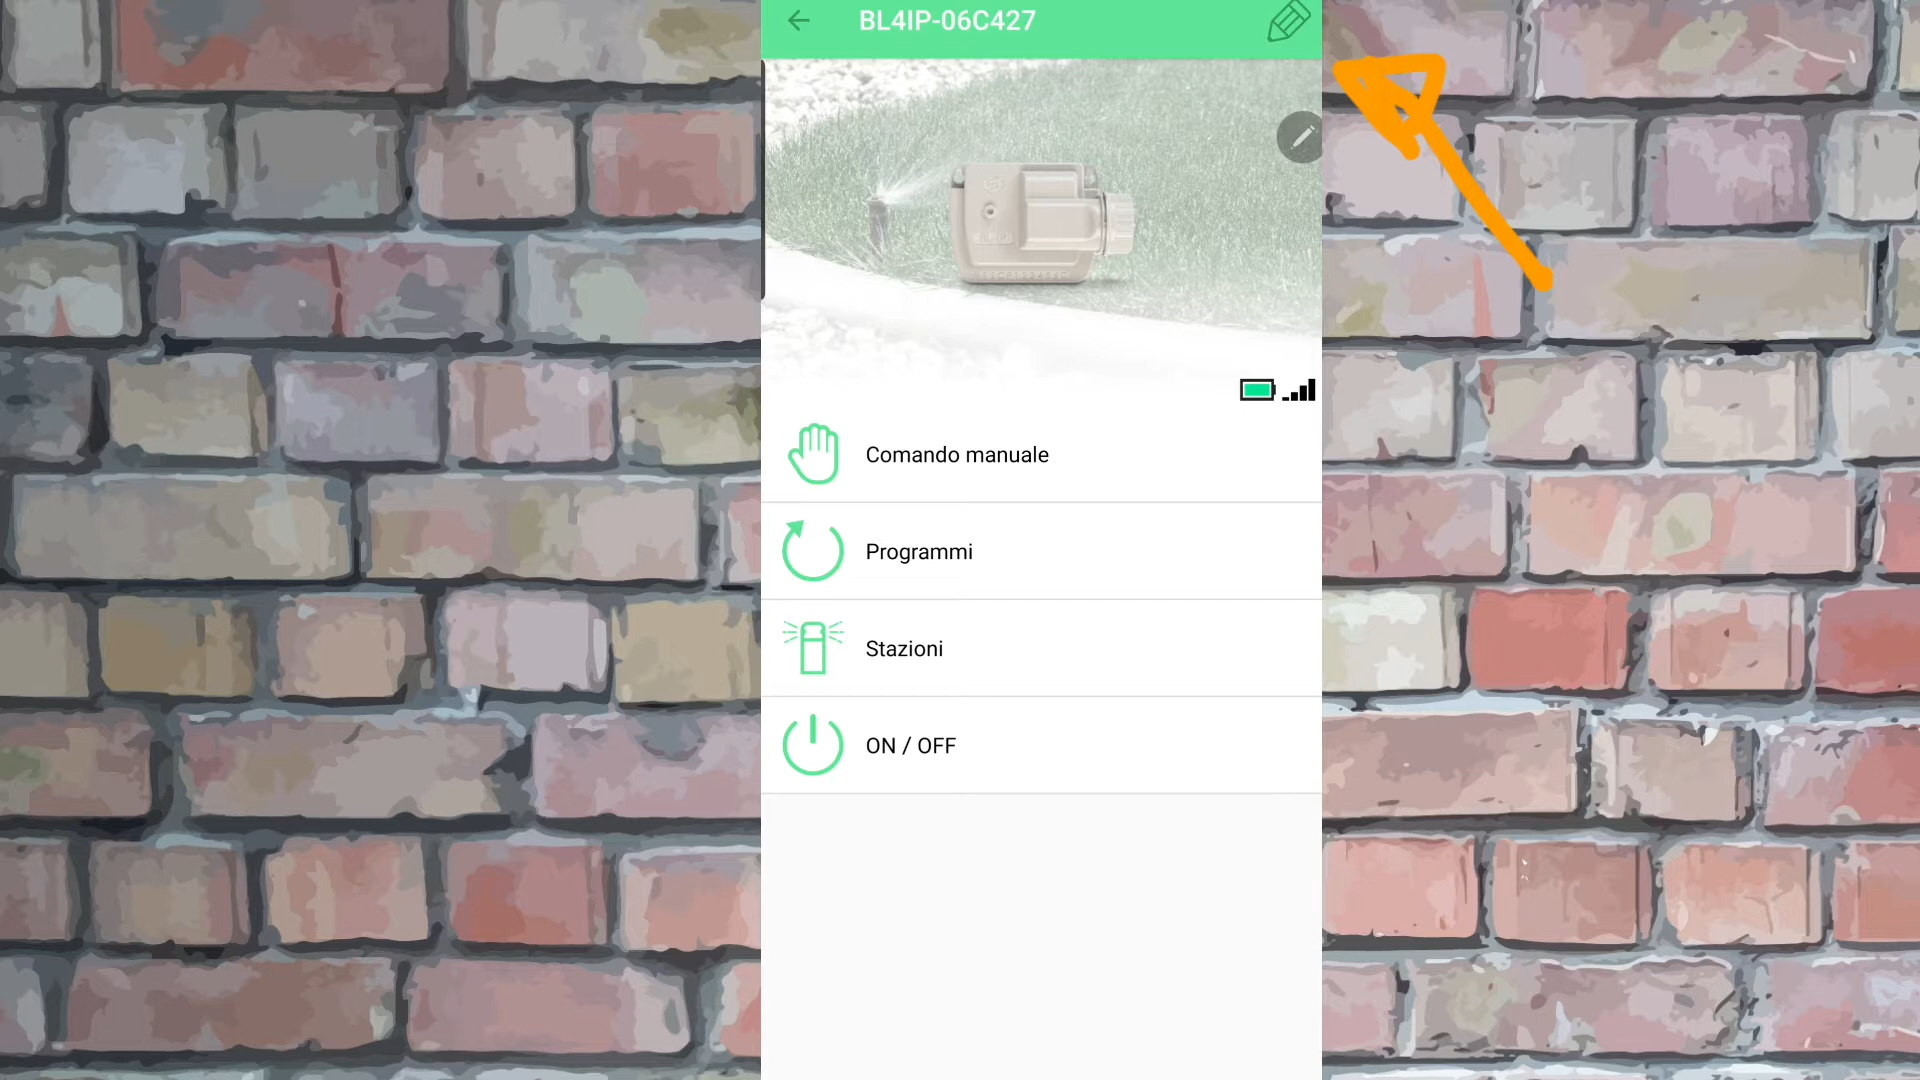 BL4IP-06C427
Comando manuale
Programmi
Stazioni
ON / OFF